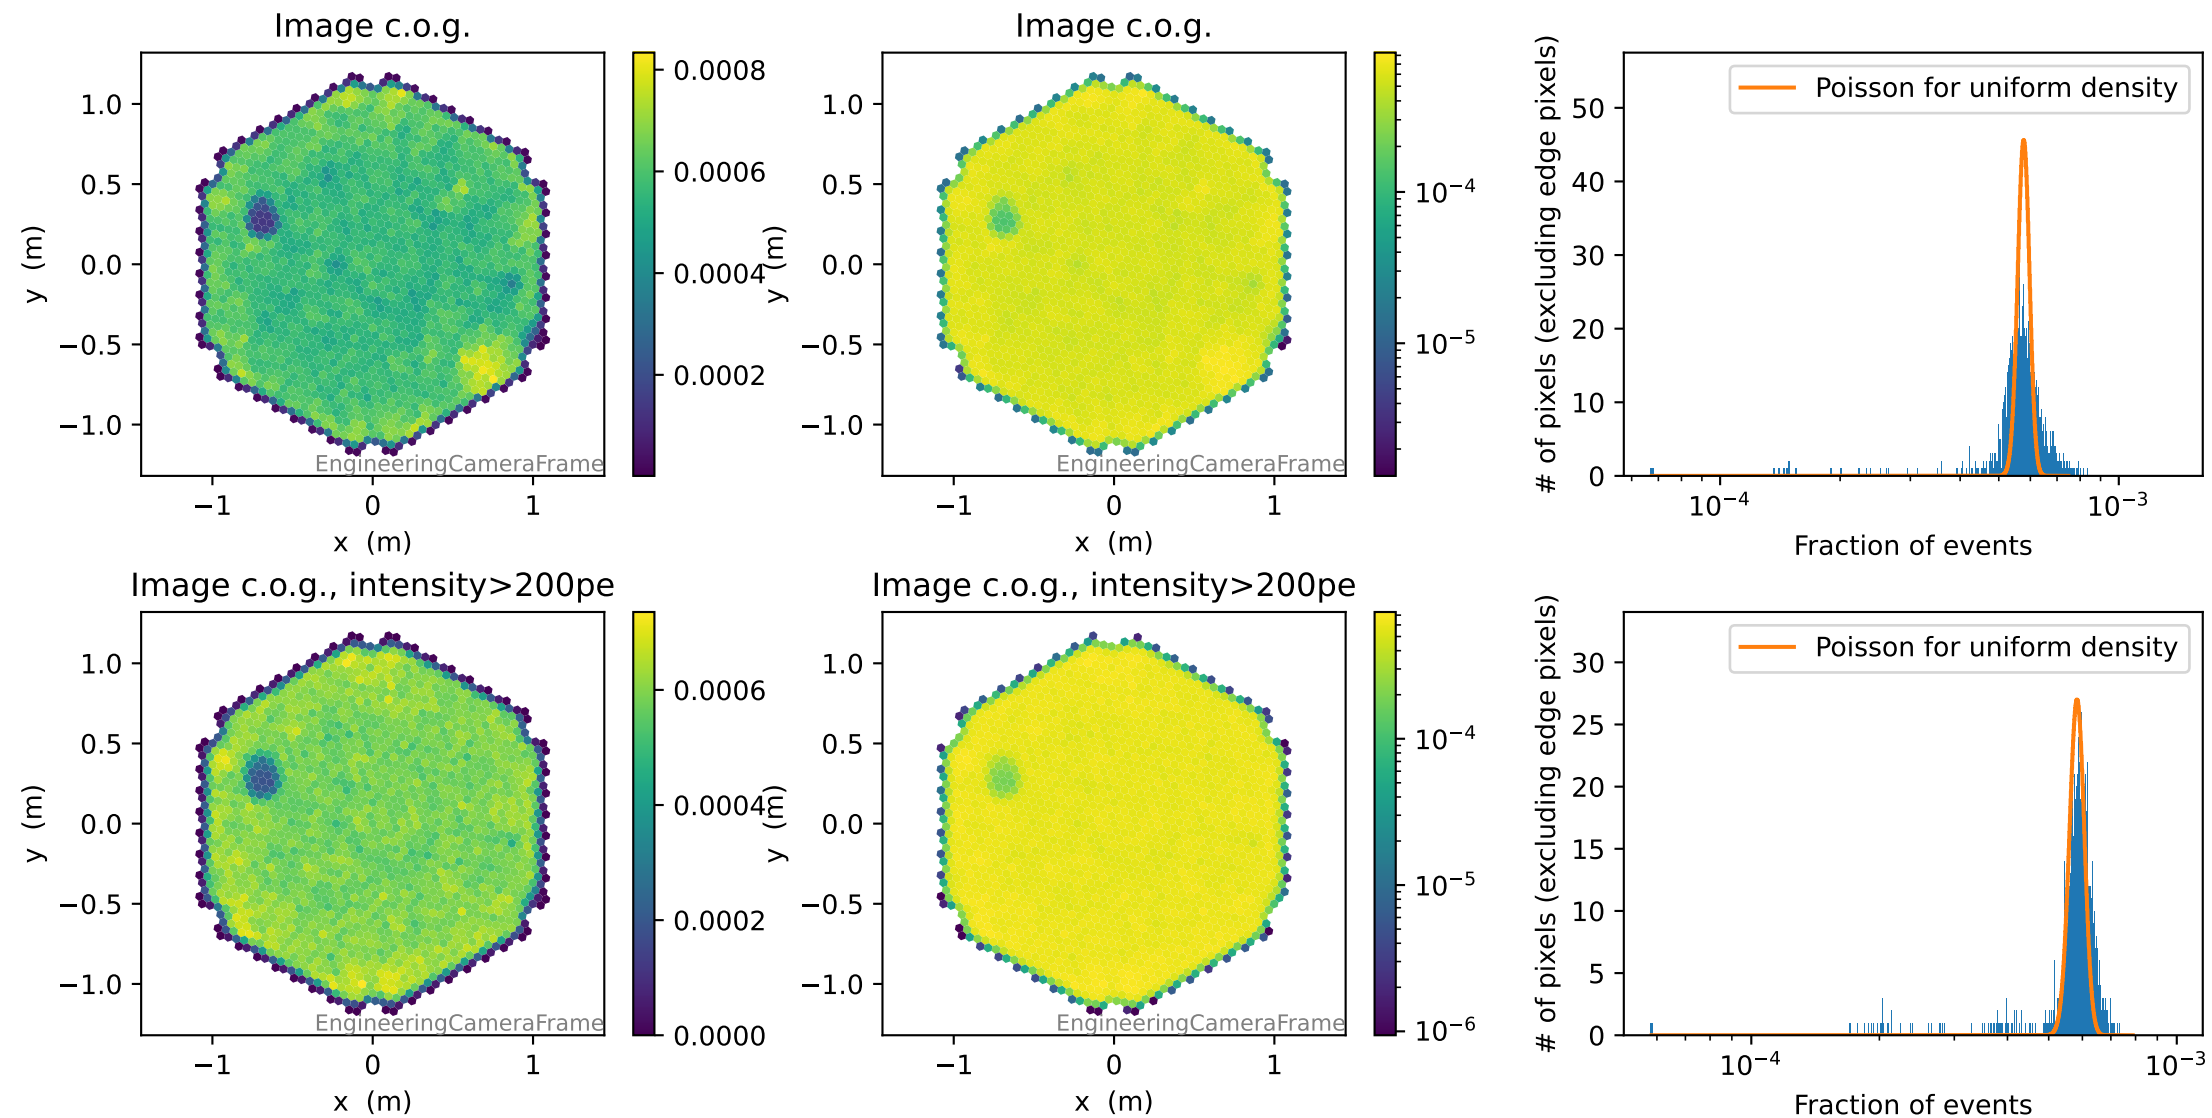 Image c.o.g.
1.0
0.5
0.0
−0.5
−1.0
y (m)
−1
0
1
x (m)
EngineeringCameraFrame
0.0008
0.0006
0.0004
0.0002
Image c.o.g.
1.0
0.5
0.0
−0.5
−1.0
y (m)
−1
0
1
x (m)
EngineeringCameraFrame
10⁻⁴
10⁻⁵
# of pixels (excluding edge pixels)
50
40
30
20
10
0
Poisson for uniform density
10⁻⁴
10⁻³
Fraction of events
Image c.o.g., intensity>200pe
1.0
0.5
0.0
−0.5
−1.0
y (m)
−1
0
1
x (m)
EngineeringCameraFrame
0.0006
0.0004
0.0002
0.0000
Image c.o.g., intensity>200pe
1.0
0.5
0.0
−0.5
−1.0
y (m)
−1
0
1
x (m)
EngineeringCameraFrame
10⁻⁴
10⁻⁵
10⁻⁶
# of pixels (excluding edge pixels)
30
25
20
15
10
5
0
Poisson for uniform density
10⁻⁴
10⁻³
Fraction of events